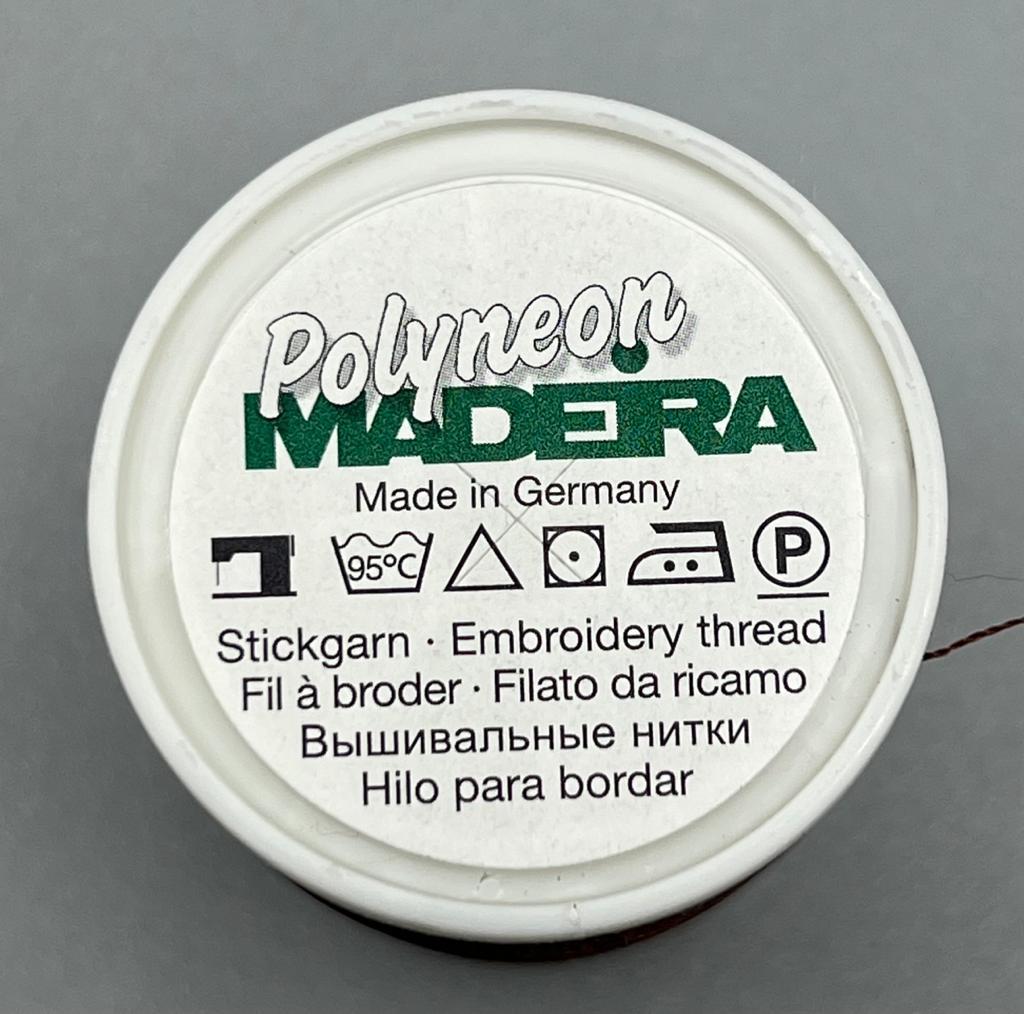 Polyneon
MADEIRA
Made in Germany
95°C P
Stickgarn · Embroidery thread
Fil à broder · Filato da ricamo
Вышивальные нитки
Hilo para bordar